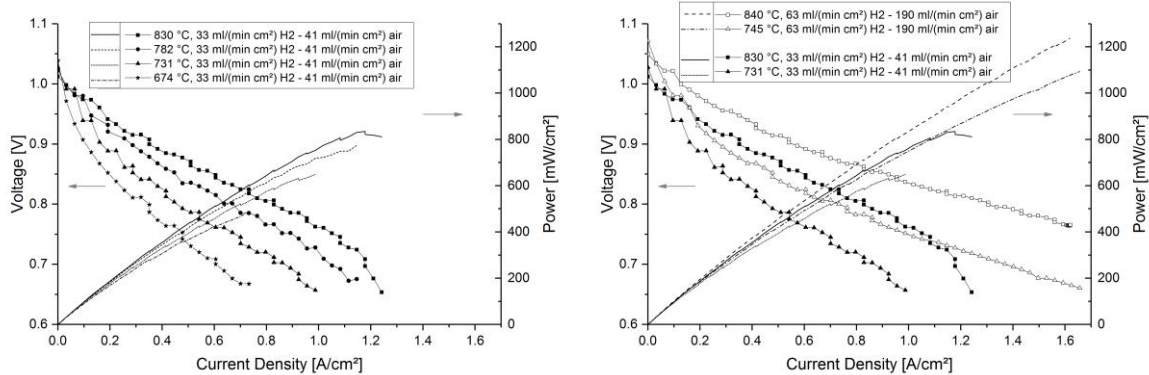 830 °C, 33 ml/(min cm²) H2 - 41 ml/(min cm²) air
782 °C, 33 ml/(min cm²) H2 - 41 ml/(min cm²) air
731 °C, 33 ml/(min cm²) H2 - 41 ml/(min cm²) air
674 °C, 33 ml/(min cm²) H2 - 41 ml/(min cm²) air
1.1
1.0
0.9
0.8
0.7
0.6
Voltage [V]
0.0 0.2 0.4 0.6 0.8 1.0 1.2 1.4 1.6
Current Density [A/cm²]
1200
1000
800
600
400
200
0
Power [mW/cm²]
840 °C, 63 ml/(min cm²) H2 - 190 ml/(min cm²) air
745 °C, 63 ml/(min cm²) H2 - 190 ml/(min cm²) air
830 °C, 33 ml/(min cm²) H2 - 41 ml/(min cm²) air
731 °C, 33 ml/(min cm²) H2 - 41 ml/(min cm²) air
1.1
1.0
0.9
0.8
0.7
0.6
Voltage [V]
0.0 0.2 0.4 0.6 0.8 1.0 1.2 1.4 1.6
Current Density [A/cm²]
1200
1000
800
600
400
200
0
Power [mW/cm²]